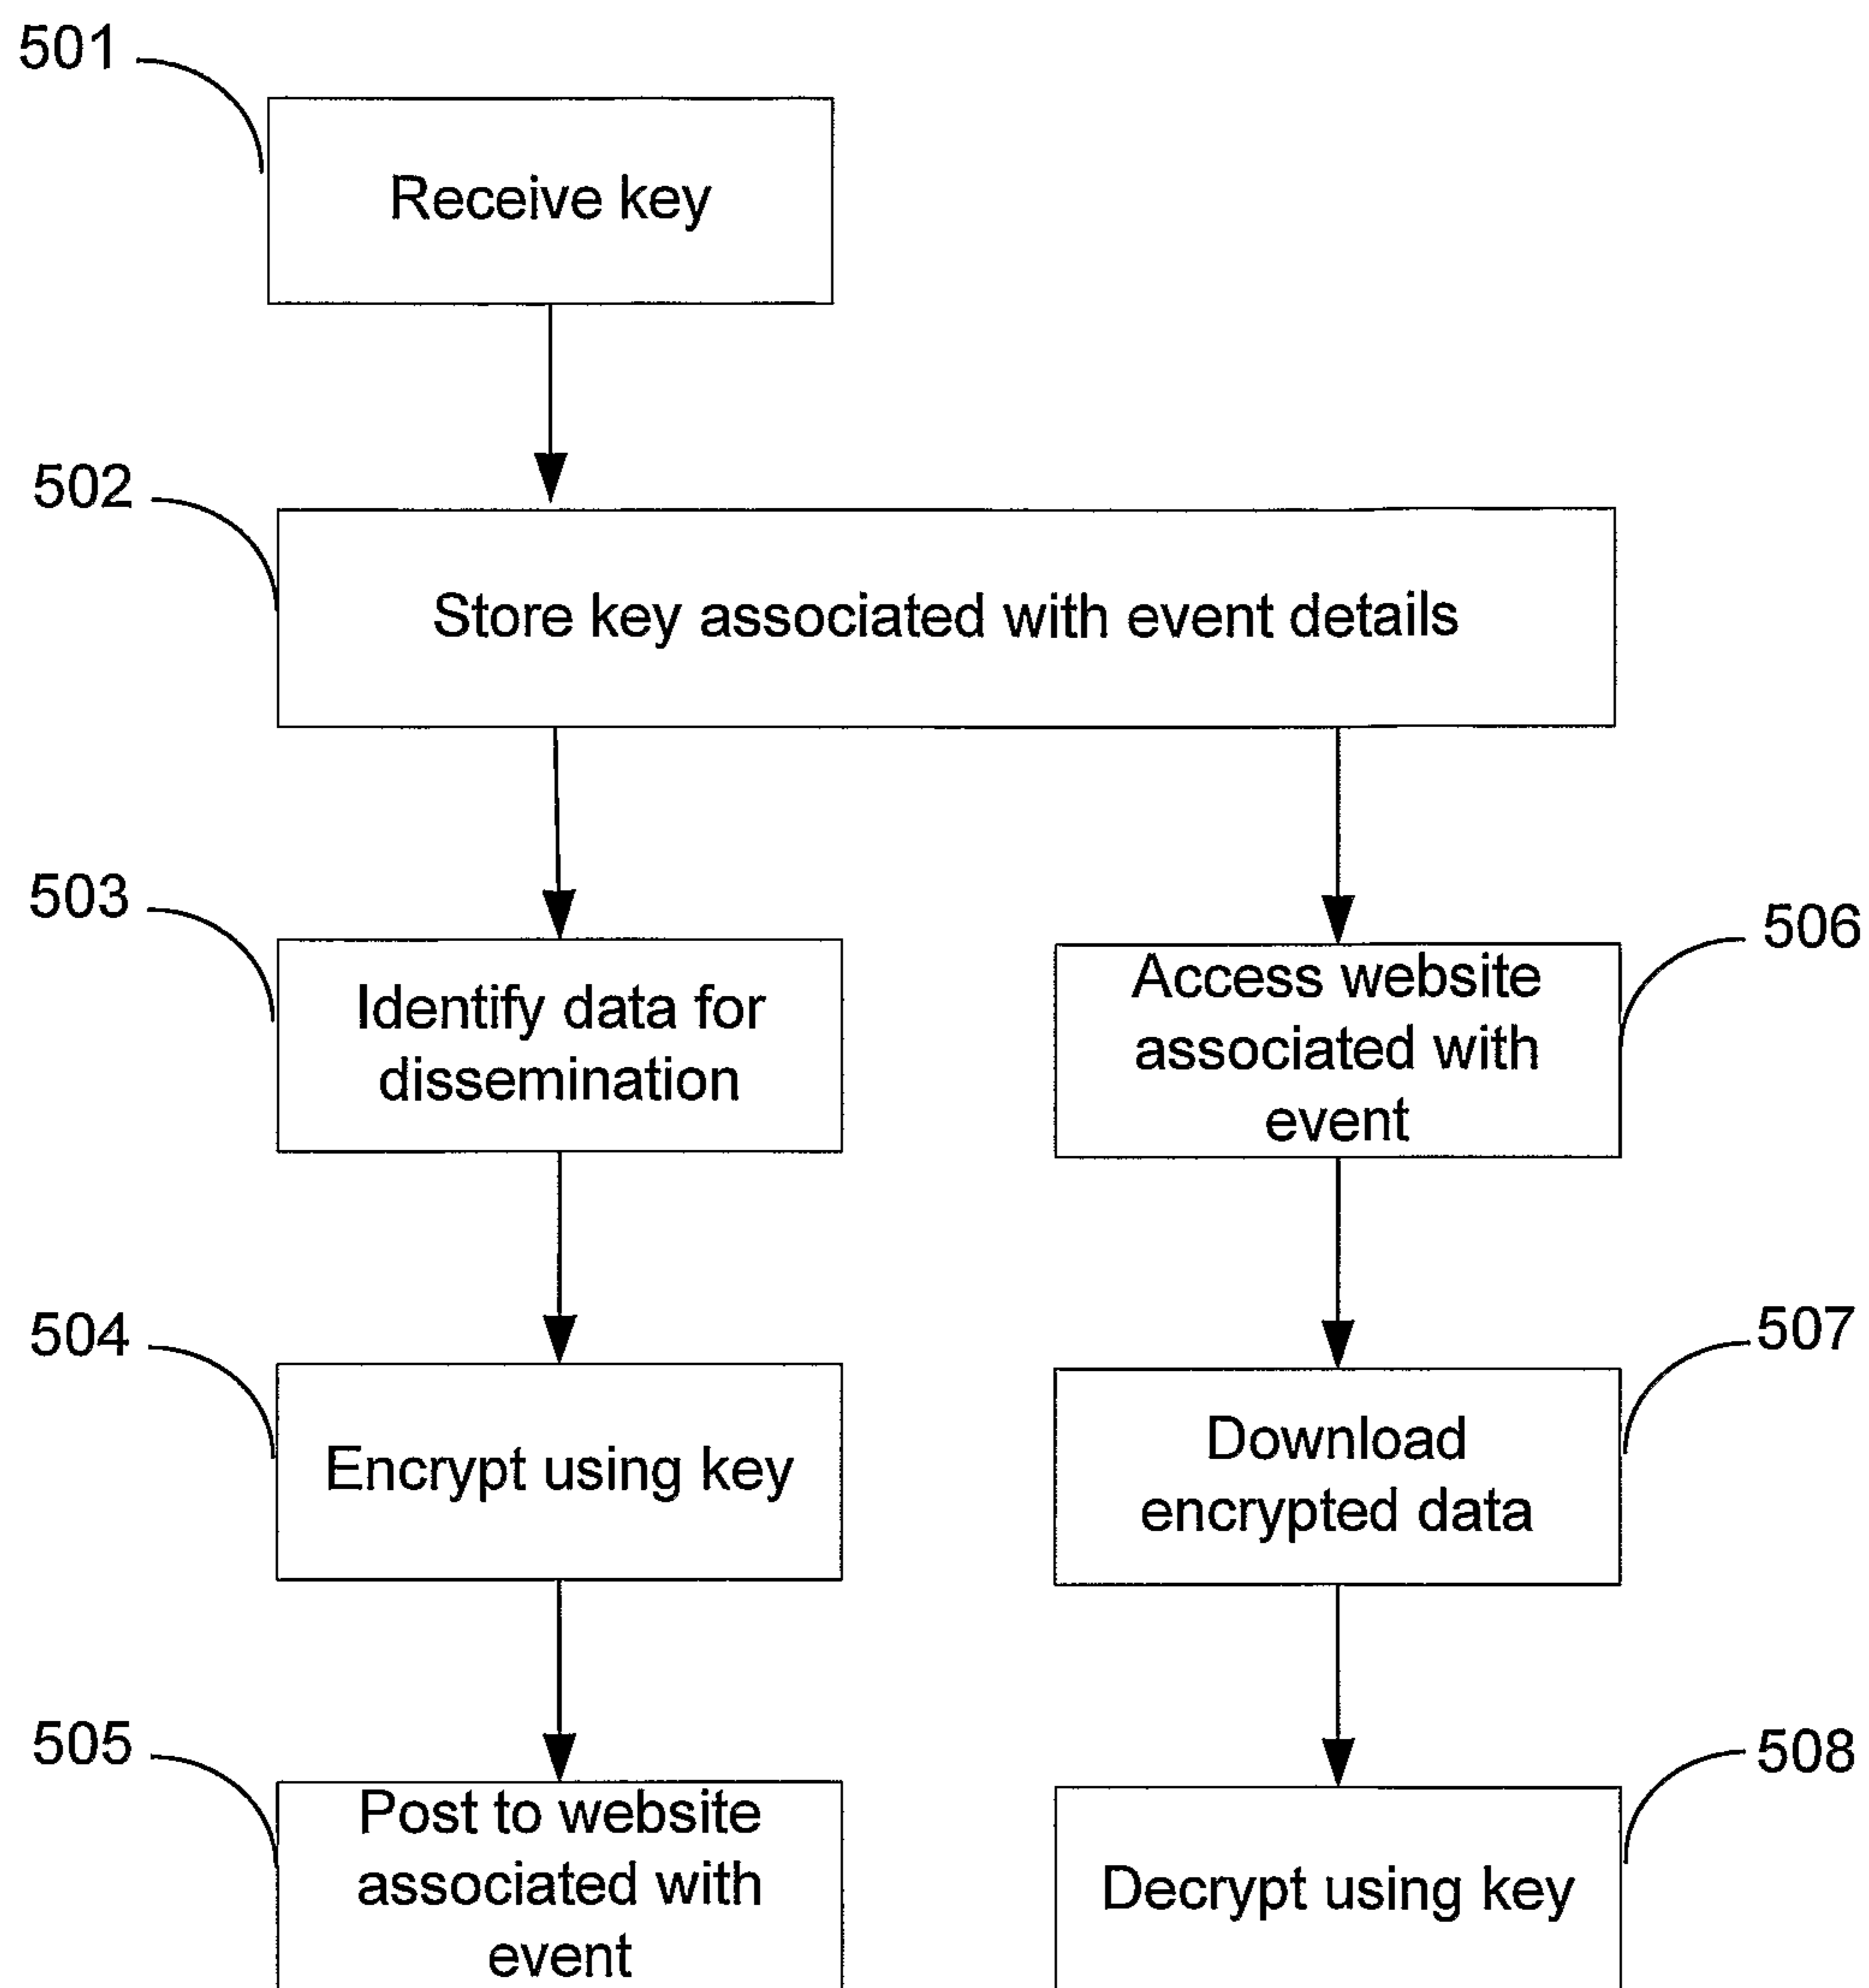 501
Receive key
502
Store key associated with event details
503
Identify data for
dissemination
506
Access website
associated with
event
504
Encrypt using key
507
Download
encrypted data
505
Post to website
associated with
event
508
Decrypt using key